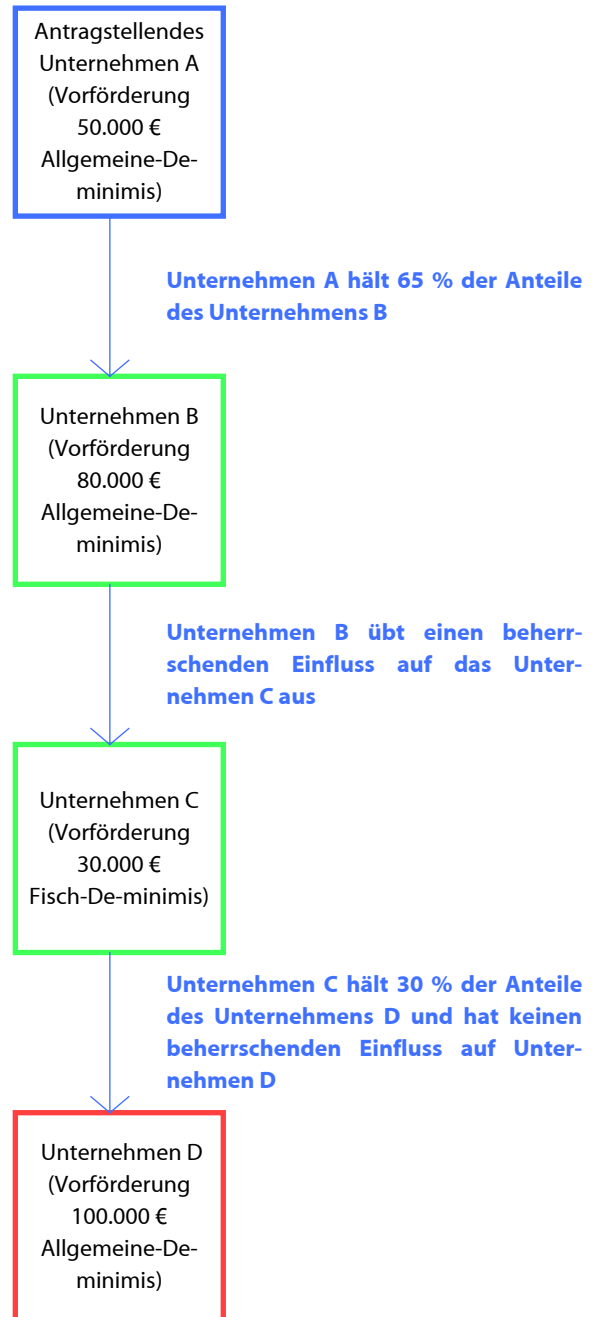 Antragstellendes
Unternehmen A
(Vorförderung
50.000 €
Allgemeine-De-
minimis)
Unternehmen A hält 65 % der Anteile
des Unternehmens B
Unternehmen B
(Vorförderung
80.000 €
Allgemeine-De-
minimis)
Unternehmen B übt einen beherr-
schenden Einfluss auf das Unter-
nehmen C aus
Unternehmen C
(Vorförderung
30.000 €
Fisch-De-minimis)
Unternehmen C hält 30 % der Anteile
des Unternehmens D und hat keinen
beherrschenden Einfluss auf Unter-
nehmen D
Unternehmen D
(Vorförderung
100.000 €
Allgemeine-De-
minimis)